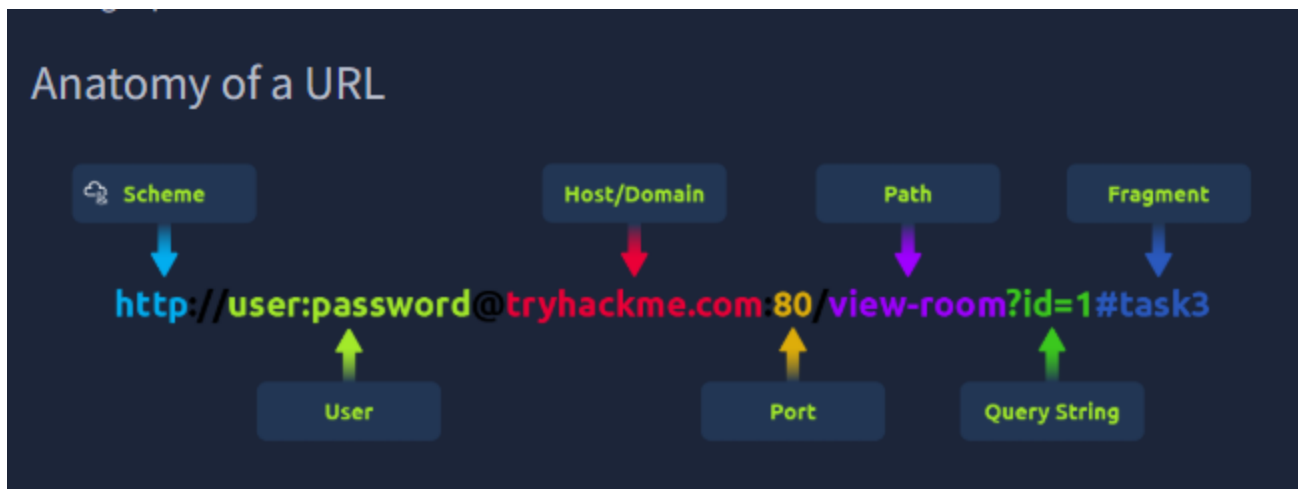 Anatomy of a URL
Scheme Host/Domain Path Fragment
http://user:password@tryhackme.com:80/view-room?id=1#task3
User Port Query String